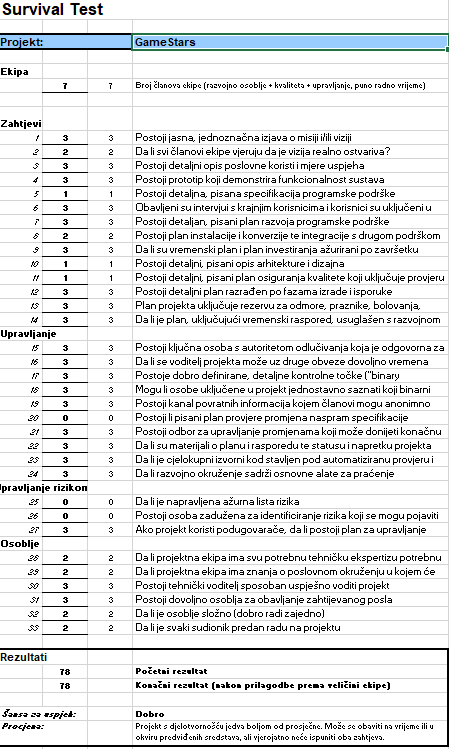 Survival Test
Projekt: GameStars
Ekipa
7 7 Broj članova ekipe (razvojno osoblje + kvaliteta + upravljanje, puno radno vrijeme)
Zahtjevi
1 3 3 Postoji jasna, jednoznačna izjava o misiji i/ili viziji
2 2 2 Da li svi članovi ekipe vjeruju da je vizija realno ostvariva?
3 3 3 Postoji detaljni opis poslovne koristi i mjere uspjeha
4 3 3 Postoji prototip koji demonstrira funkcionalnost sustava
5 1 1 Postoji detaljna, pisana specifikacija programske podrške
6 3 3 Obavljeni su intervjui s krajnjim korisnicima i korisnici su uključeni u
7 3 3 Postoji detaljan, pisani plan razvoja programske podrške
8 2 2 Postoji plan instalacije i konverzije te integracije s drugom podrškom
9 3 3 Da li su vremenski plan i plan investiranja ažurirani po završetku
10 1 1 Postoji detaljni, pisani opis arhitekture i dizajna
11 1 1 Postoji detaljni, pisani plan osiguranja kvalitete koji uključuje provjeru
12 3 3 Postoji detaljni plan razrađen po fazama izrade i isporuke
13 3 3 Plan projekta uključuje rezervu za odmore, praznike, bolovanja,
14 3 3 Da li je plan, uključujući vremenski raspored, usuglašen s razvojnom
Upravljanje
15 3 3 Postoji ključna osoba s autoritetom odlučivanja koja je odgovorna za
16 3 3 Da li se voditelj projekta može uz druge obveze dovoljno vremena
17 3 3 Postoje dobro definirane, detaljne kontrolne točke ("binary
18 3 3 Mogu li osobe uključene u projekt jednostavno saznati koji binarni
19 3 3 Postoji kanal povratnih informacija kojem članovi mogu anonimno
20 0 0 Postoji li pisani plan provjere promjena naspram specifikacije
21 3 3 Postoji odbor za upravljanje promjenama koji može donijeti konačnu
22 3 3 Da li su materijali o planu i rasporedu te statusu i napretku projekta
23 3 3 Da li je cjelokupni izvorni kod stavljen pod automatiziranu provjeru i
24 3 3 Da li razvojno okruženje sadrži osnovne alate za praćenje
Upravljanje rizikom
25 0 0 Da li je napravljena ažurna lista rizika
26 0 0 Postoji osoba zadužena za identificiranje rizika koji se mogu pojaviti
27 3 3 Ako projekt koristi podugovarače, da li postoji plan za upravljanje
Osoblje
28 2 2 Da li projektna ekipa ima svu potrebnu tehničku ekspertizu potrebnu
29 2 2 Da li projektna ekipa ima znanja o poslovnom okruženju u kojem će
30 3 3 Postoji tehnički voditelj sposoban uspješno voditi projekt
31 3 3 Postoji dovoljno osoblja za obavljanje zahtijevanog posla
32 2 2 Da li je osoblje složno (dobro radi zajedno)
33 2 2 Da li je svaki sudionik predan radu na projektu
Rezultati
78 Početni rezultat
78 Konačni rezultat (nakon prilagodbe prema veličini ekipe)
Šansa za uspjeh: Dobro
Procjena: Projekt s djelotvornošću jedva boljom od prosječne. Može se obaviti na vrijeme ili u
okviru predviđenih sredstava, ali vjerojatno neće ispuniti oba zahtjeva.